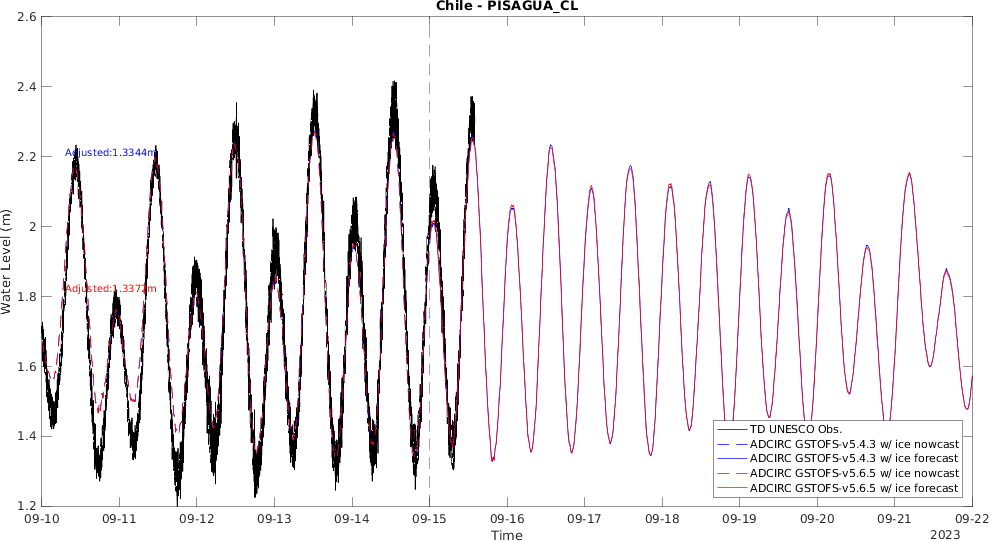 Chile - PISAGUA_CL
2.6
2.4
2.2
2
1.8
1.6
1.4
1.2
Water Level (m)
Adjusted:1.3344m
Adjusted:1.3372m
TD UNESCO Obs.
ADCIRC GSTOFS-v5.4.3 w/ ice nowcast
ADCIRC GSTOFS-v5.4.3 w/ ice forecast
ADCIRC GSTOFS-v5.6.5 w/ ice nowcast
ADCIRC GSTOFS-v5.6.5 w/ ice forecast
09-10 09-11 09-12 09-13 09-14 09-15 09-16 09-17 09-18 09-19 09-20 09-21 09-22
Time
2023